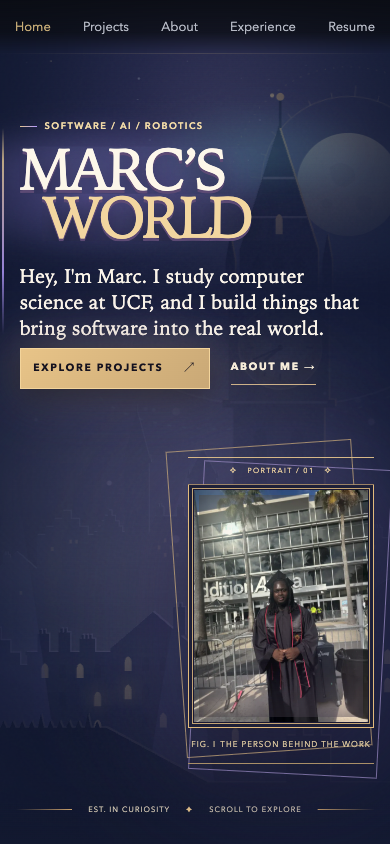 Home Projects About Experience Resume
SOFTWARE / AI / ROBOTICS
MARC'S
WORLD
Hey, I'm Marc. I study computer
science at UCF, and I build things that
bring software into the real world.
EXPLORE PROJECTS ↗ ABOUT ME →
PORTRAIT / 01
FIG. I THE PERSON BEHIND THE WORK
EST. IN CURIOSITY ✦ SCROLL TO EXPLORE